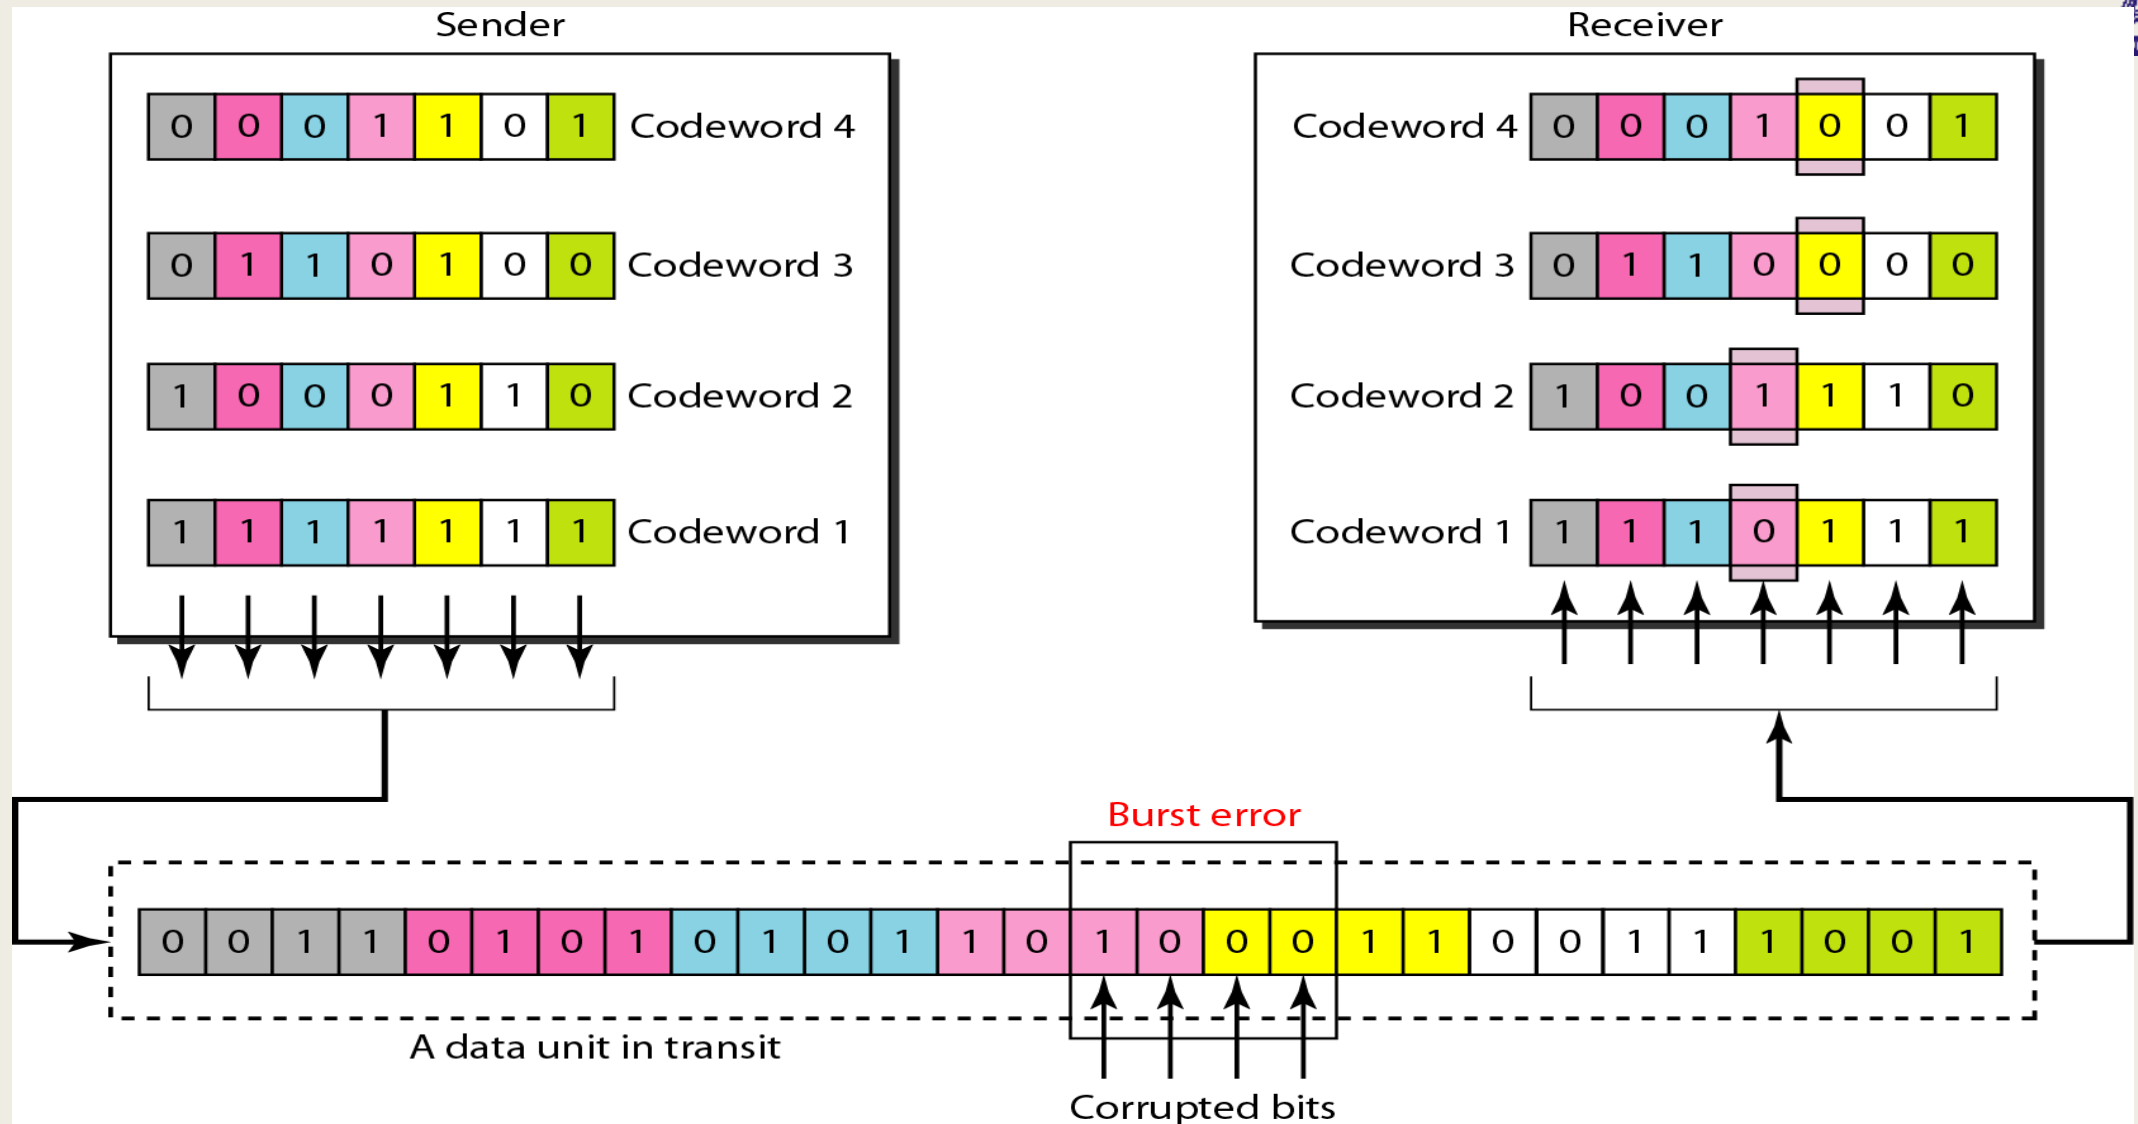 Sender
0 0 0 1 1 0 1 Codeword 4
0 1 1 0 1 0 0 Codeword 3
1 0 0 0 1 1 0 Codeword 2
1 1 1 1 1 1 1 Codeword 1
Receiver
Codeword 4 0 0 0 1 0 0 1
Codeword 3 0 1 1 0 0 0 0
Codeword 2 1 0 0 1 1 1 0
Codeword 1 1 1 1 0 1 1 1
Burst error
0 0 1 1 0 1 0 1 0 1 0 1 1 0 1 0 0 0 1 1 0 0 1 1 1 0 0 1
A data unit in transit
Corrupted bits